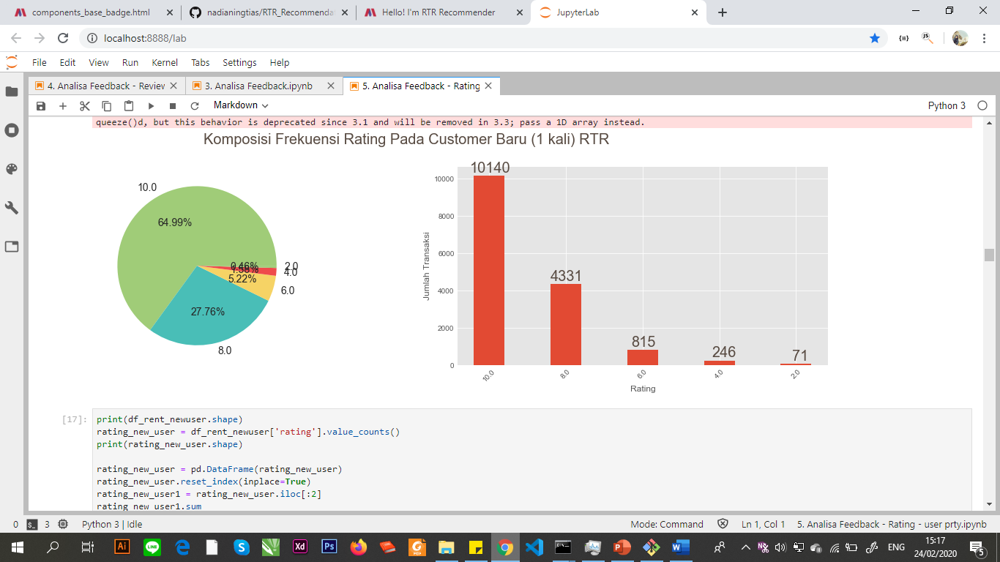 components_base_badge.html
nadianingtias/RTR_Recommenda
Hello! I'm RTR Recommender
JupyterLab
localhost:8888/lab
File Edit View Run Kernel Tabs Settings Help
4. Analisa Feedback - Review
3. Analisa Feedback.ipynb
5. Analisa Feedback - Rating
Markdown
Python 3
queeze()d, but this behavior is deprecated since 3.1 and will be removed in 3.3; pass a 1D array instead.
Komposisi Frekuensi Rating Pada Customer Baru (1 kali) RTR
10.0
64.99%
0.46%
2.0
4.0
5.22%
6.0
27.76%
8.0
10140
4331
815
246
71
10000
8000
6000
4000
2000
0
Jumlah Transaksi
10.0 8.0 6.0 4.0 2.0
Rating
[17]:
print(df_rent_newuser.shape)
rating_new_user = df_rent_newuser['rating'].value_counts()
print(rating_new_user.shape)
rating_new_user = pd.DataFrame(rating_new_user)
rating_new_user.reset_index(inplace=True)
rating_new_user1 = rating_new_user.iloc[:2]
rating_new_user1.sum
0 3 Python 3 | Idle
Mode: Command
Ln 1, Col 1
5. Analisa Feedback - Rating - user prty.ipynb
Ai
LINE
Xd
Ps
ENG
15:17
24/02/2020
5